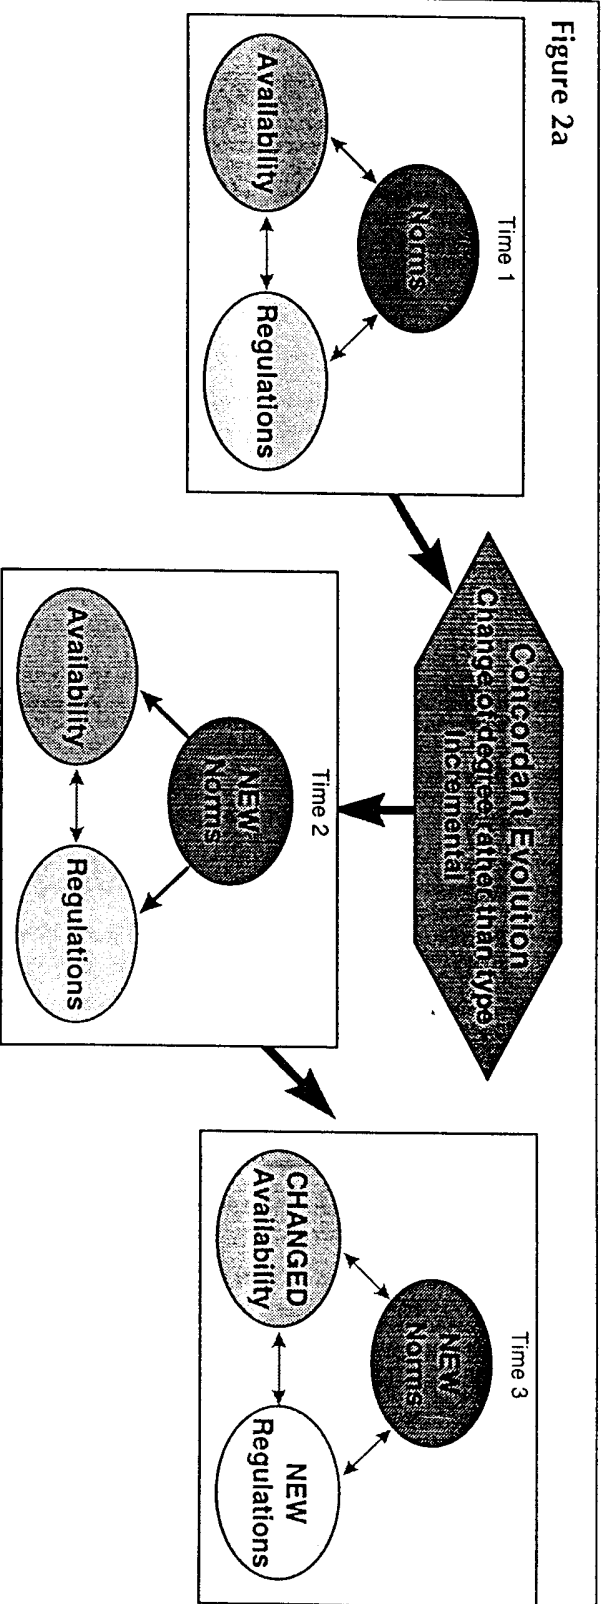 Figure 2a
Time 1
Norms
Availability
Regulations
Concordant Evolution
Change of degree rather than type
Incremental
Time 2
NEW
Norms
Availability
Regulations
Time 3
NEW
Norms
CHANGED
Availability
NEW
Regulations